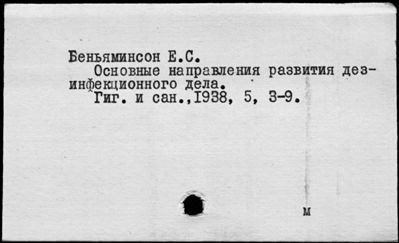 Беньяминсон Е.С.
Основные направления развития дез-
инфекционного дела.
Гиг. и сан.,1938, 5, 3-9.
м